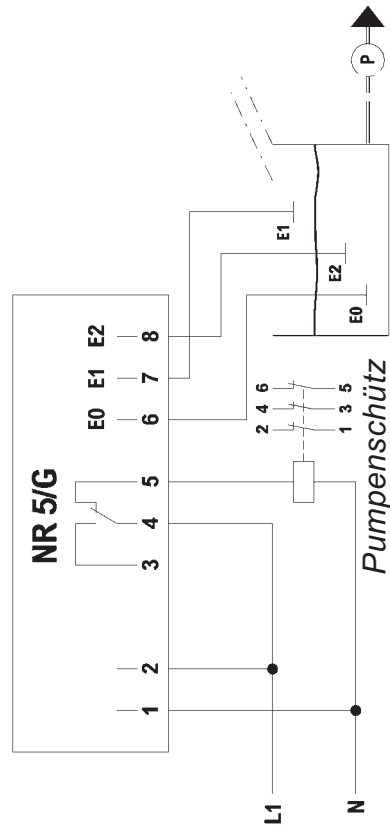 NR 5/G
E0 E1 E2
1 2 3 4 5 6 7 8
L1
N
2 4 6
1 3 5
Pumpenschütz
E1
E2
E0
P